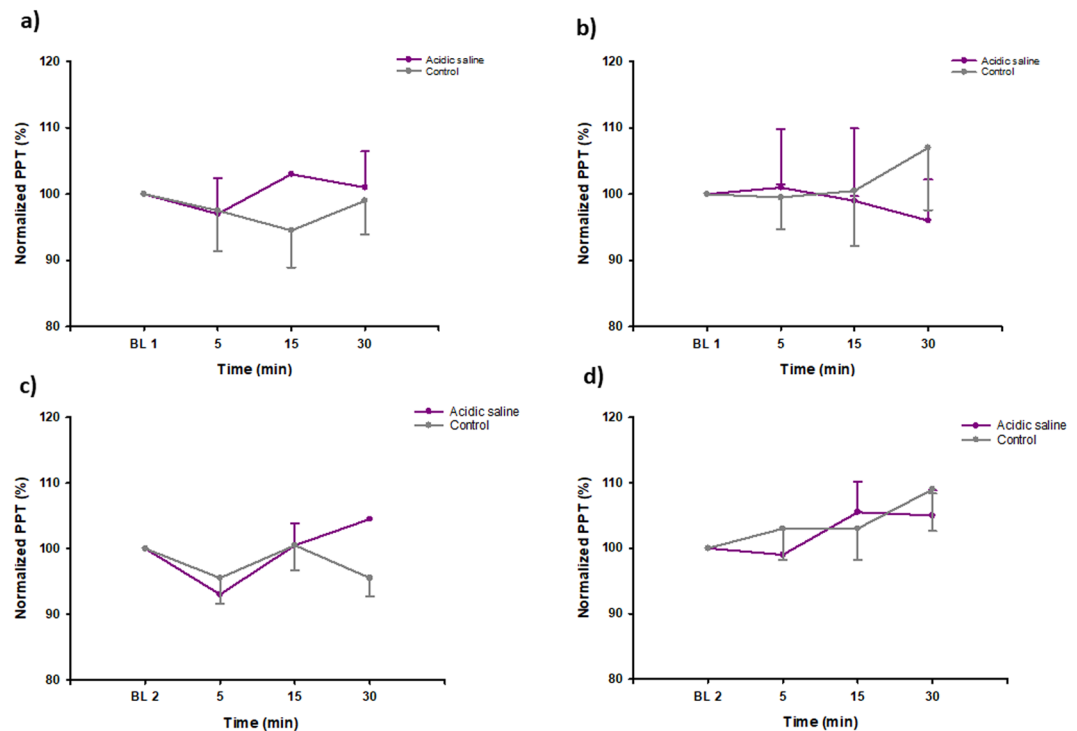 a)
Acidic saline
Control
120
110
100
90
80
Normalized PPT (%)
BL 1 5 15 30
Time (min)
b)
Acidic saline
Control
120
110
100
90
80
Normalized PPT (%)
BL 1 5 15 30
Time (min)
c)
Acidic saline
Control
120
110
100
90
80
Normalized PPT (%)
BL 2 5 15 30
Time (min)
d)
Acidic saline
Control
120
110
100
90
80
Normalized PPT (%)
BL 2 5 15 30
Time (min)